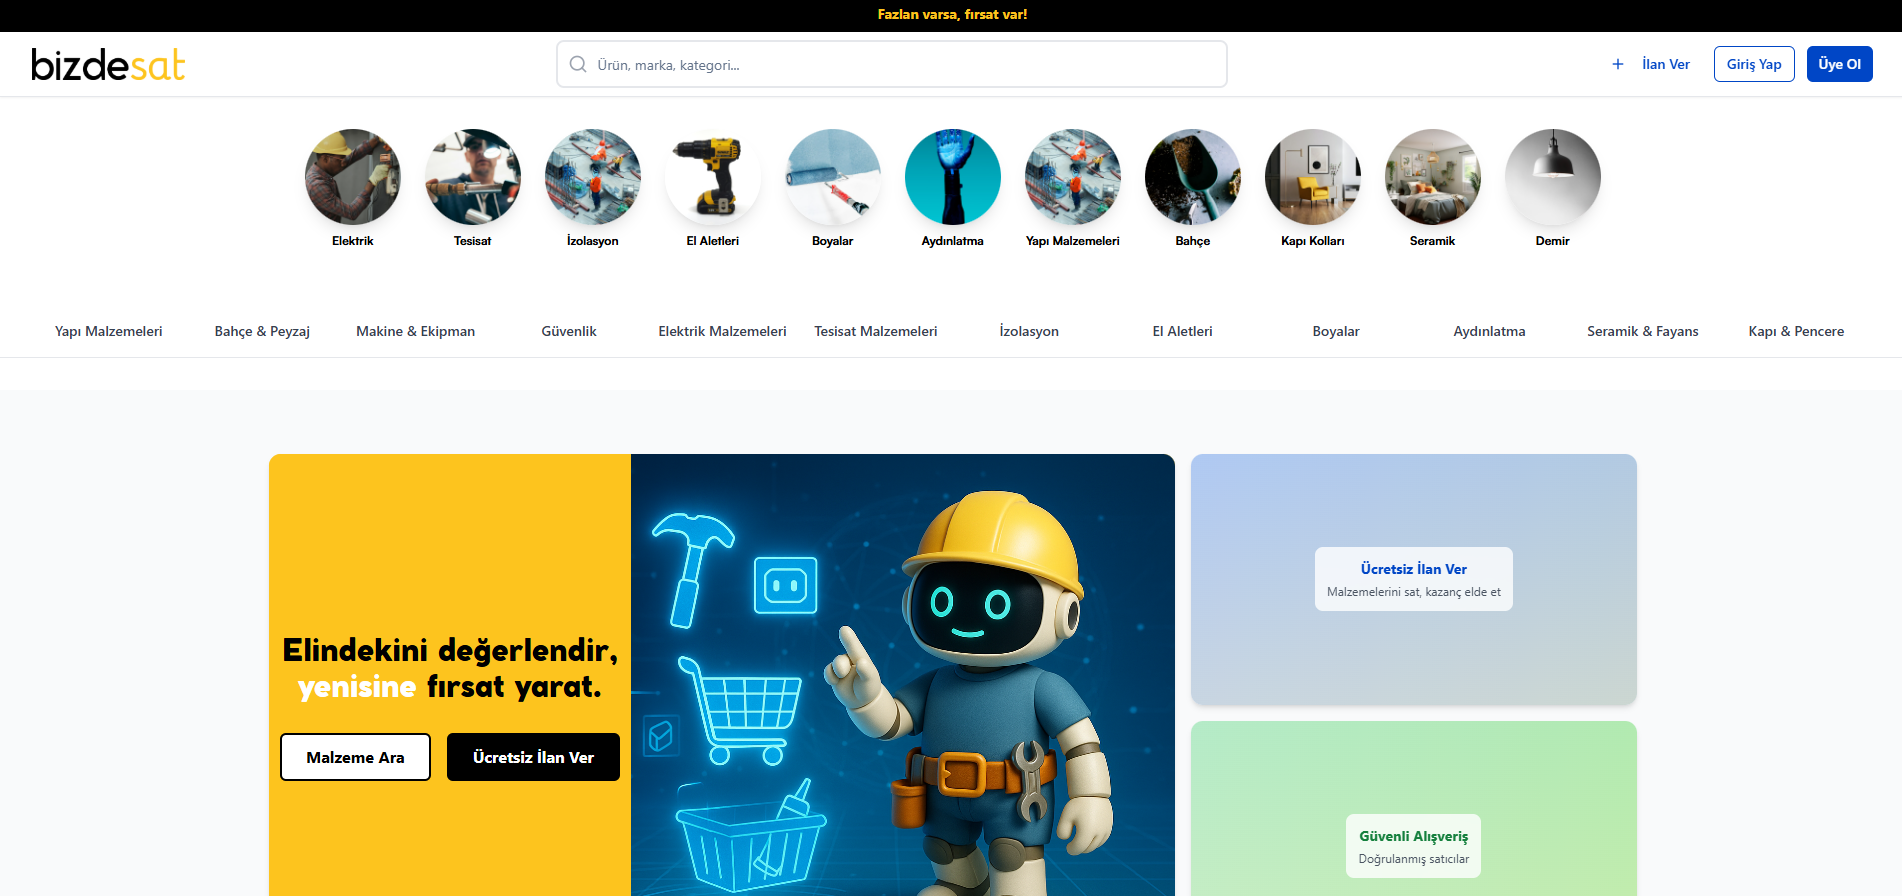 Fazlan varsa, fırsat var!
bizdesat
Ürün, marka, kategori...
+ İlan Ver
Giriş Yap
Üye Ol
Elektrik
Tesisat
İzolasyon
El Aletleri
Boyalar
Aydınlatma
Yapı Malzemeleri
Bahçe
Kapı Kolları
Seramik
Demir
Yapı Malzemeleri
Bahçe & Peyzaj
Makine & Ekipman
Güvenlik
Elektrik Malzemeleri
Tesisat Malzemeleri
İzolasyon
El Aletleri
Boyalar
Aydınlatma
Seramik & Fayans
Kapı & Pencere
Elindekini değerlendir,
yenisine fırsat yarat.
Malzeme Ara
Ücretsiz İlan Ver
Ücretsiz İlan Ver
Malzemelerini sat, kazanç elde et
Güvenli Alışveriş
Doğrulanmış satıcılar